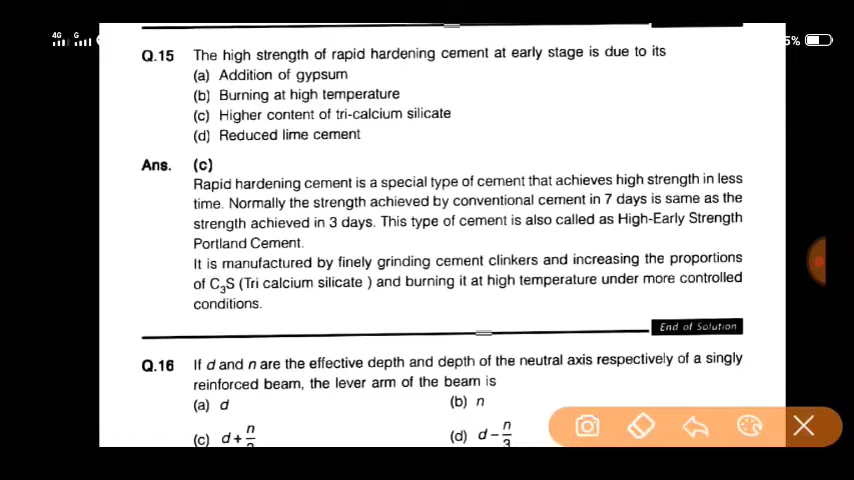 4G G
5%
Q.15 The high strength of rapid hardening cement at early stage is due to its
(a) Addition of gypsum
(b) Burning at high temperature
(c) Higher content of tri-calcium silicate
(d) Reduced lime cement
Ans. (c)
Rapid hardening cement is a special type of cement that achieves high strength in less
time. Normally the strength achieved by conventional cement in 7 days is same as the
strength achieved in 3 days. This type of cement is also called as High-Early Strength
Portland Cement.
It is manufactured by finely grinding cement clinkers and increasing the proportions
of C₃S (Tri calcium silicate ) and burning it at high temperature under more controlled
conditions.
End of Solution
Q.16 If d and n are the effective depth and depth of the neutral axis respectively of a singly
reinforced beam, the lever arm of the beam is
(a) d (b) n
(c) d + n (d) d – n/3